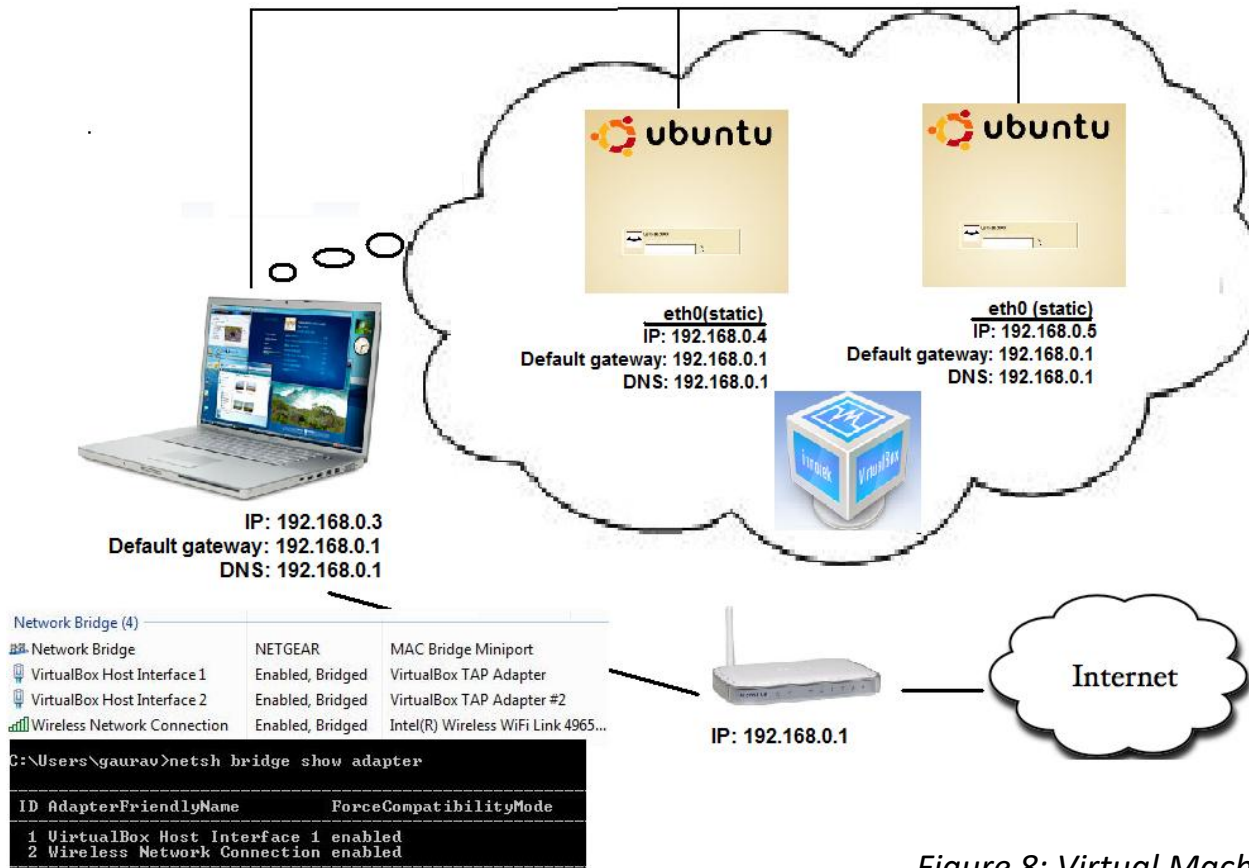 ubuntu
ubuntu
eth0(static)
IP: 192.168.0.4
Default gateway: 192.168.0.1
DNS: 192.168.0.1
eth0 (static)
IP: 192.168.0.5
Default gateway: 192.168.0.1
DNS: 192.168.0.1
innotek
VirtualBox
IP: 192.168.0.3
Default gateway: 192.168.0.1
DNS: 192.168.0.1
Network Bridge (4)
Network Bridge NETGEAR MAC Bridge Miniport
VirtualBox Host Interface 1 Enabled, Bridged VirtualBox TAP Adapter
VirtualBox Host Interface 2 Enabled, Bridged VirtualBox TAP Adapter #2
Wireless Network Connection Enabled, Bridged Intel(R) Wireless WiFi Link 4965...
IP: 192.168.0.1
Internet
C:\Users\gaurav>netsh bridge show adapter
ID AdapterFriendlyName ForceCompatibilityMode
1 VirtualBox Host Interface 1 enabled
2 Wireless Network Connection enabled
Figure 8: Virtual Mach